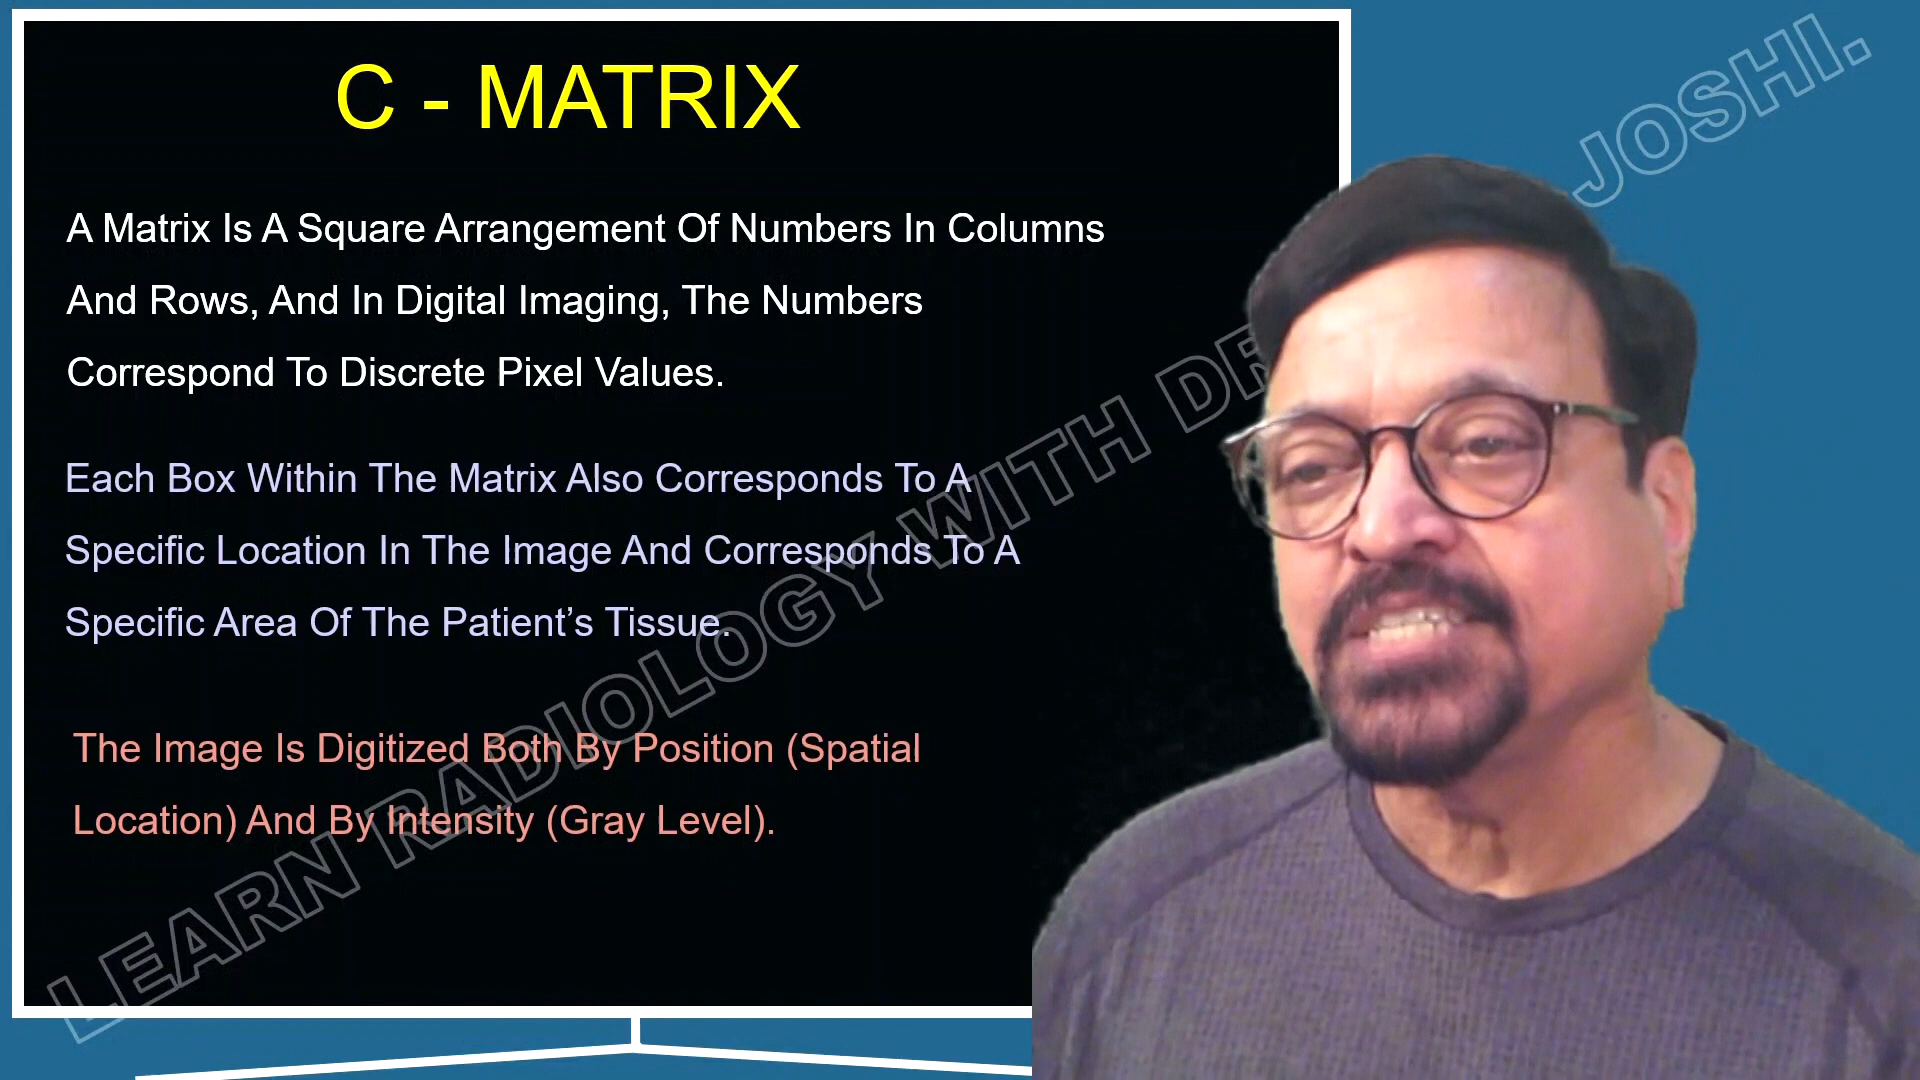 C - MATRIX
A Matrix Is A Square Arrangement Of Numbers In Columns
And Rows, And In Digital Imaging, The Numbers
Correspond To Discrete Pixel Values.
Each Box Within The Matrix Also Corresponds To A
Specific Location In The Image And Corresponds To A
Specific Area Of The Patient’s Tissue.
The Image Is Digitized Both By Position (Spatial
Location) And By Intensity (Gray Level).
LEARN RADIOLOGY WITH DR JOSHI.